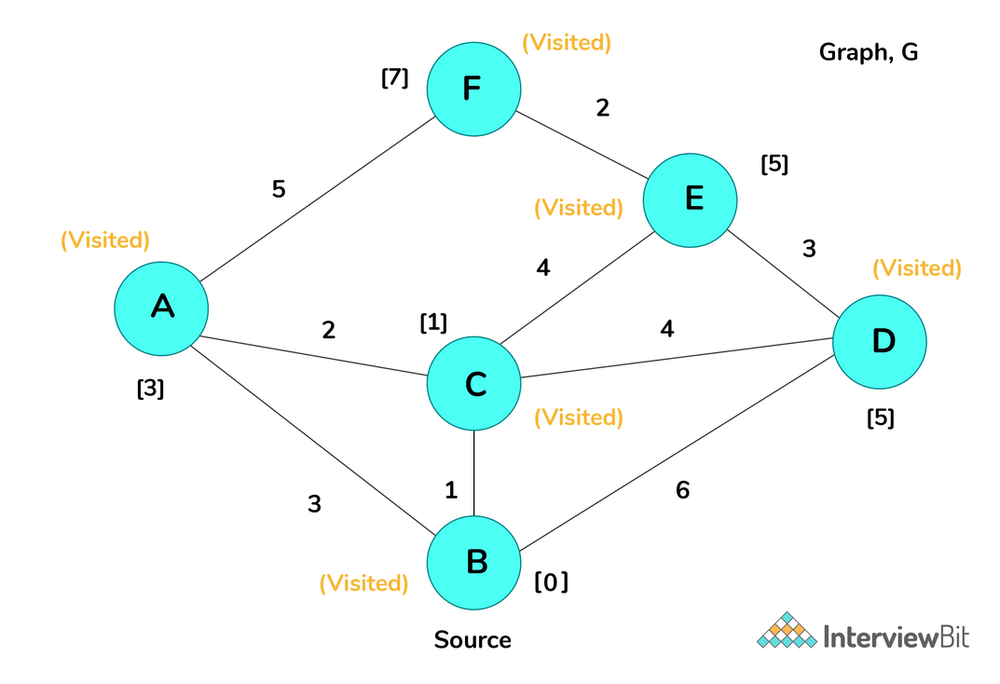 (Visited)
Graph, G
[7]
F
2
[5]
5
E
(Visited)
(Visited)
4
3
(Visited)
A
[1]
2
4
D
[3]
C
(Visited)
[5]
3
1
6
B
(Visited)
[0]
Source
InterviewBit